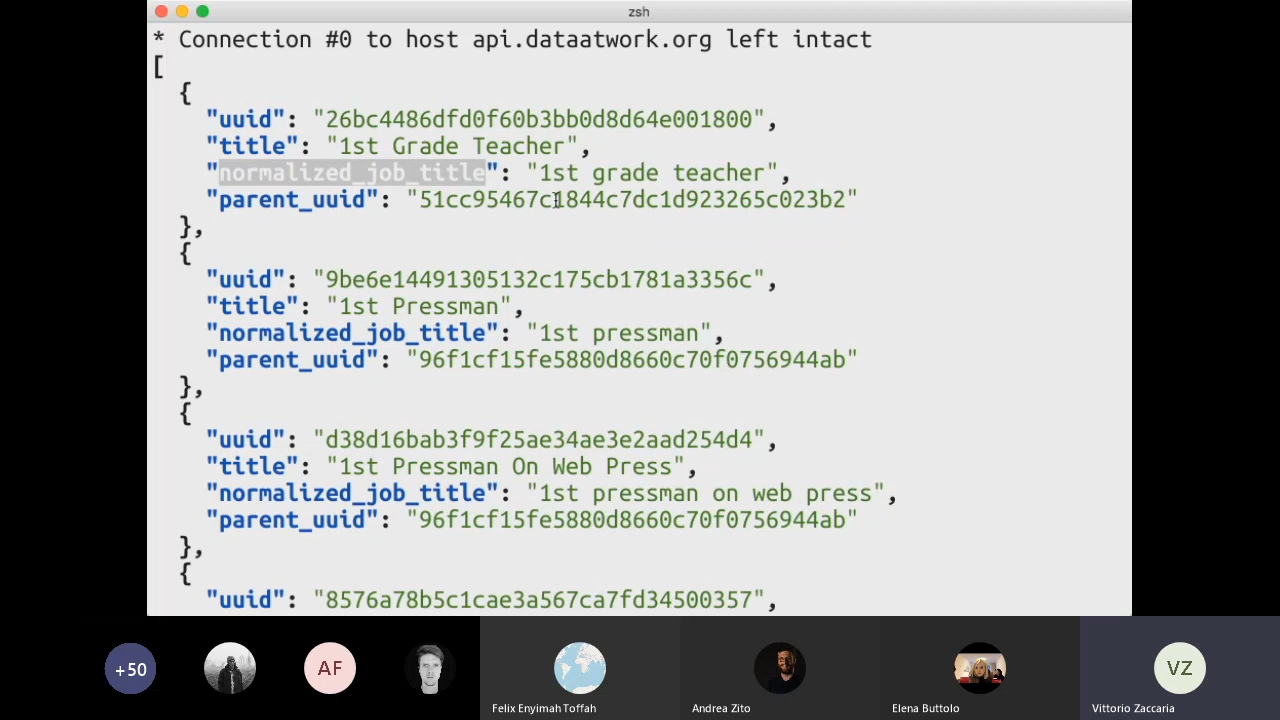 zsh
* Connection #0 to host api.dataatwork.org left intact
[
{
"uuid": "26bc4486dfd0f60b3bb0d8d64e001800",
"title": "1st Grade Teacher",
"normalized_job_title": "1st grade teacher",
"parent_uuid": "51cc95467c1844c7dc1d923265c023b2"
},
{
"uuid": "9be6e14491305132c175cb1781a3356c",
"title": "1st Pressman",
"normalized_job_title": "1st pressman",
"parent_uuid": "96f1cf15fe5880d8660c70f0756944ab"
},
{
"uuid": "d38d16bab3f9f25ae34ae3e2aad254d4",
"title": "1st Pressman On Web Press",
"normalized_job_title": "1st pressman on web press",
"parent_uuid": "96f1cf15fe5880d8660c70f0756944ab"
},
{
"uuid": "8576a78b5c1cae3a567ca7fd34500357",
+50
AF
VZ
Felix Enyimah Toffah
Andrea Zito
Elena Buttolo
Vittorio Zaccaria